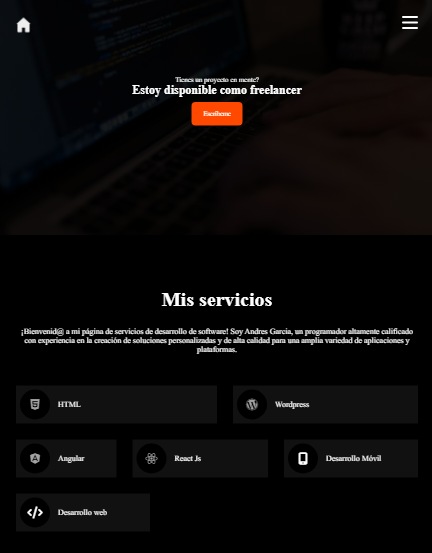 Tienes un proyecto en mente?
Estoy disponible como freelancer
Escríbeme
Mis servicios
¡Bienvenid@ a mi página de servicios de desarrollo de software! Soy Andres Garcia, un programador altamente calificado
con experiencia en la creación de soluciones personalizadas y de alta calidad para una amplia variedad de aplicaciones y
plataformas.
HTML
Wordpress
Angular
React Js
Desarrollo Móvil
Desarrollo web